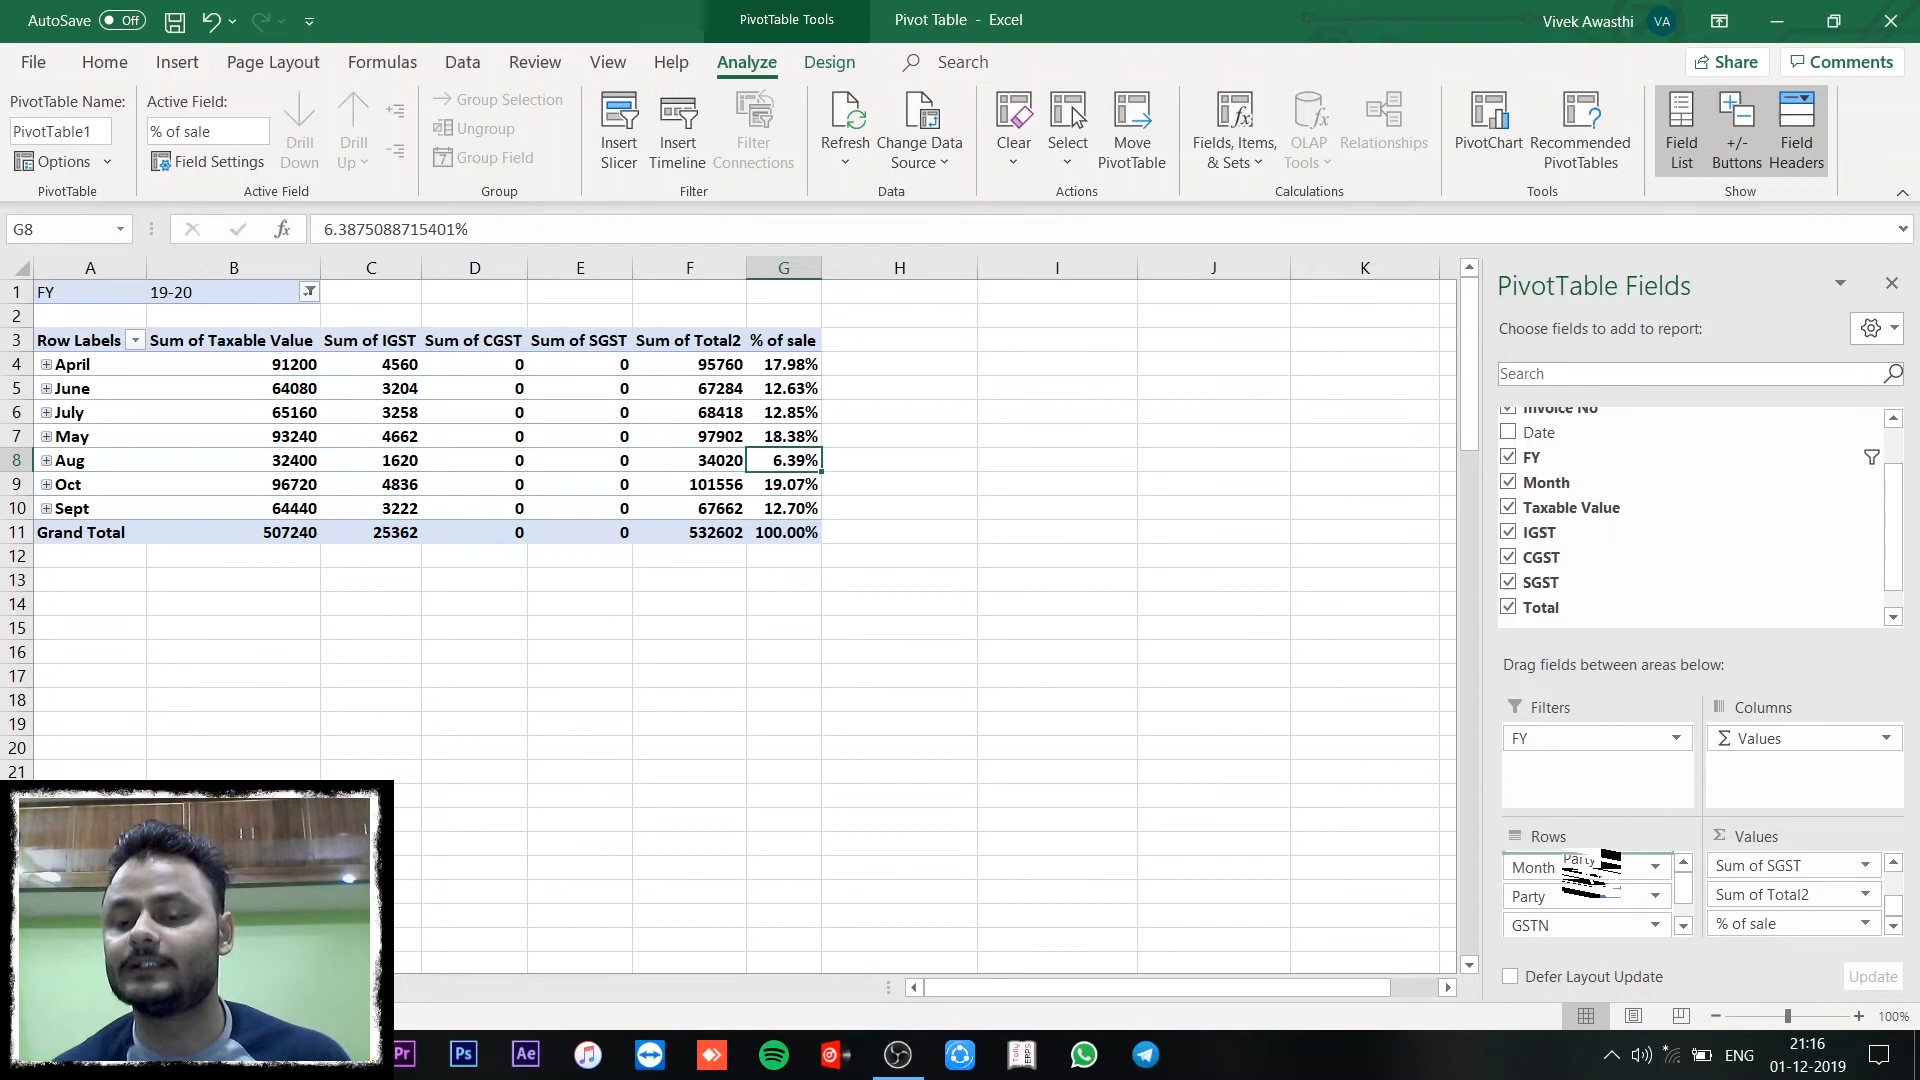 AutoSave Off
PivotTable Tools
Pivot Table - Excel
Vivek Awasthi VA
File Home Insert Page Layout Formulas Data Review View Help Analyze Design Search Share Comments
PivotTable Name:
PivotTable1
Options
PivotTable
Active Field:
% of sale
Field Settings
Drill Down
Drill Up
Active Field
Group Selection
Ungroup
Group Field
Group
Insert Slicer
Insert Timeline
Filter Connections
Filter
Refresh
Change Data Source
Data
Clear
Select
Move PivotTable
Actions
Fields, Items, & Sets
OLAP Tools
Relationships
Calculations
PivotChart
Recommended PivotTables
Tools
Field List
+/- Buttons
Field Headers
Show
G8 fx 6.3875088715401%
A B C D E F G H I J K
1 FY 19-20
2
3 Row Labels Sum of Taxable Value Sum of IGST Sum of CGST Sum of SGST Sum of Total2 % of sale
4 April 91200 4560 0 0 95760 17.98%
5 June 64080 3204 0 0 67284 12.63%
6 July 65160 3258 0 0 68418 12.85%
7 May 93240 4662 0 0 97902 18.38%
8 Aug 32400 1620 0 0 34020 6.39%
9 Oct 96720 4836 0 0 101556 19.07%
10 Sept 64440 3222 0 0 67662 12.70%
11 Grand Total 507240 25362 0 0 532602 100.00%
12
13
14
15
16
17
18
19
20
21
PivotTable Fields
Choose fields to add to report:
Search
Invoice No
Date
FY
Month
Taxable Value
IGST
CGST
SGST
Total
Drag fields between areas below:
Filters
FY
Columns
Σ Values
Rows
Month
Party
Party
GSTN
Σ Values
Sum of SGST
Sum of Total2
% of sale
Defer Layout Update
Update
100%
Pr Ps Ae
Tally ERP9
ENG
21:16
01-12-2019